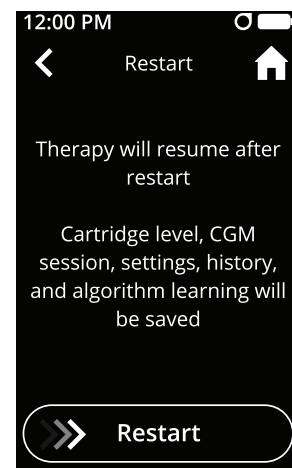 12:00 PM
Restart
Therapy will resume after
restart
Cartridge level, CGM
session, settings, history,
and algorithm learning will
be saved
Restart